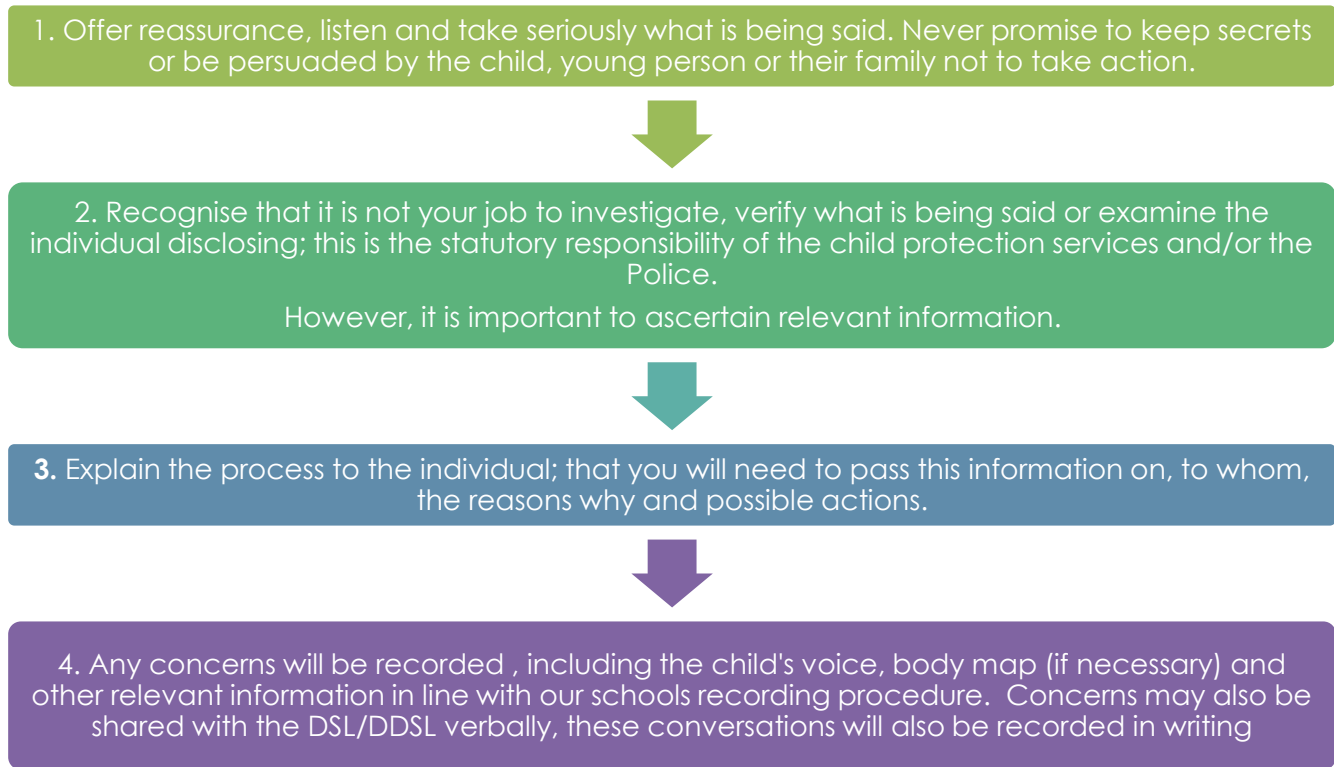 1. Offer reassurance, listen and take seriously what is being said. Never promise to keep secrets
or be persuaded by the child, young person or their family not to take action.
2. Recognise that it is not your job to investigate, verify what is being said or examine the
individual disclosing; this is the statutory responsibility of the child protection services and/or the
Police.
However, it is important to ascertain relevant information.
3. Explain the process to the individual; that you will need to pass this information on, to whom,
the reasons why and possible actions.
4. Any concerns will be recorded , including the child's voice, body map (if necessary) and
other relevant information in line with our schools recording procedure.  Concerns may also be
shared with the DSL/DDSL verbally, these conversations will also be recorded in writing